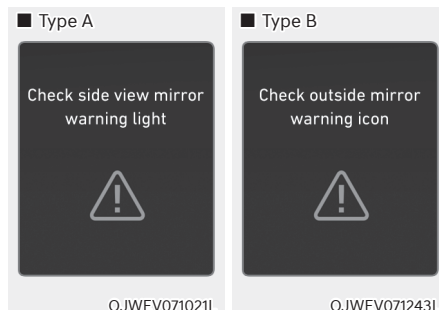 ■ Type A
Check side view mirror
warning light
OJWEV071021L
■ Type B
Check outside mirror
warning icon
OJWEV071243L